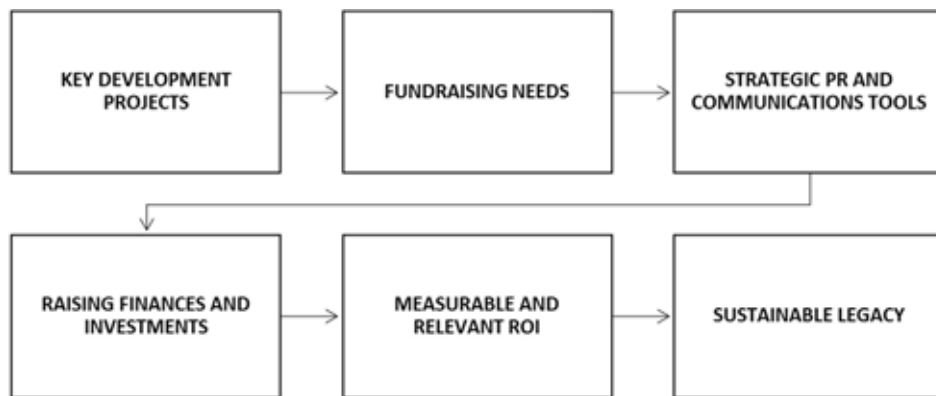 KEY DEVELOPMENT
PROJECTS
FUNDRAISING NEEDS
STRATEGIC PR AND
COMMUNICATIONS TOOLS
RAISING FINANCES AND
INVESTMENTS
MEASURABLE AND
RELEVANT ROI
SUSTAINABLE LEGACY